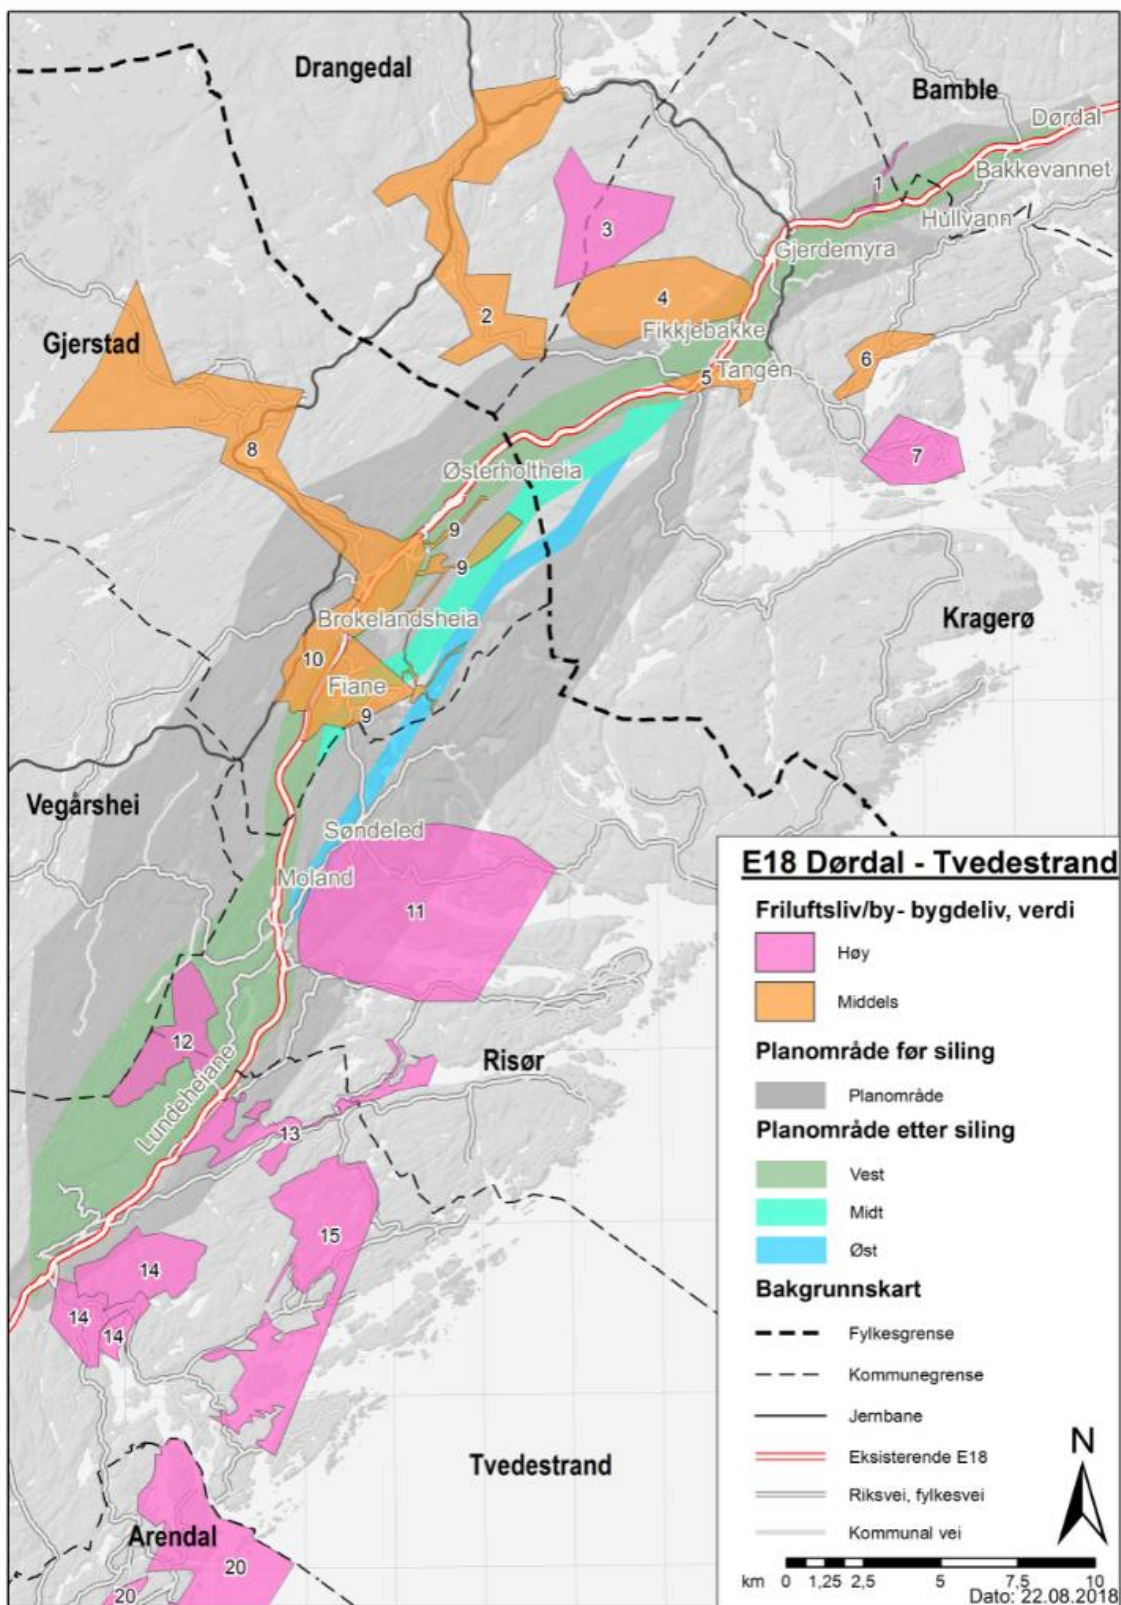 Drangedal
Bamble
Dørdal
Bakkevannet
1
Hullvann
3
Gjerdemyra
4
2
Fikkjebakke
Gjerstad
6
Tangen
5
8
7
Østerholtheia
9
9
Brokelandsheia
Kragerø
10
Fiane
9
Vegårshei
Søndeled
Moland
11
12
Risør
Lundeheiane
13
15
14
14
14
Tvedestrand
Arendal
20
20
E18 Dørdal - Tvedestrand
Friluftsliv/by- bygdeliv, verdi
Høy
Middels
Planområde før siling
Planområde
Planområde etter siling
Vest
Midt
Øst
Bakgrunnskart
Fylkesgrense
Kommunegrense
Jernbane
Eksisterende E18
Riksvei, fylkesvei
Kommunal vei
N
km 0 1,25 2,5 5 7,5 10
Dato: 22.08.2018